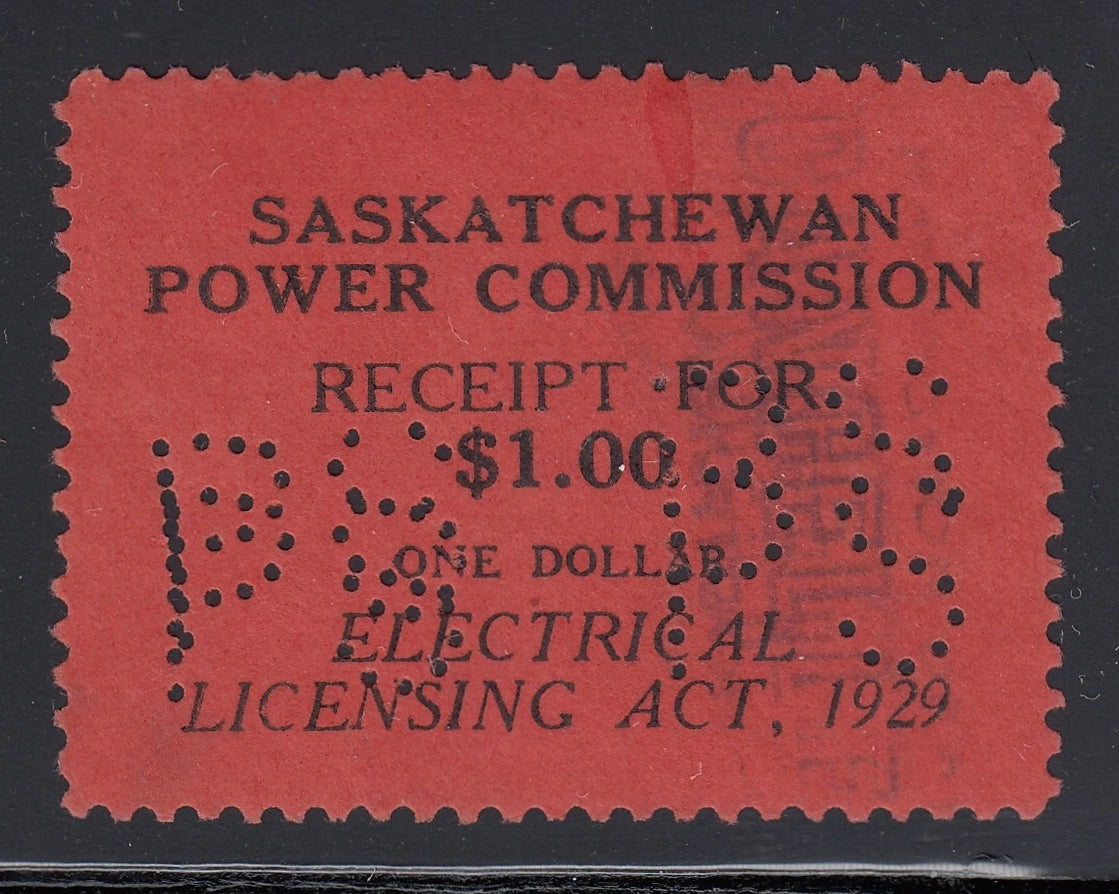 SASKATCHEWAN
POWER COMMISSION
RECEIPT FOR
$1.00
ONE DOLLAR
ELECTRICAL
LICENSING ACT, 1929